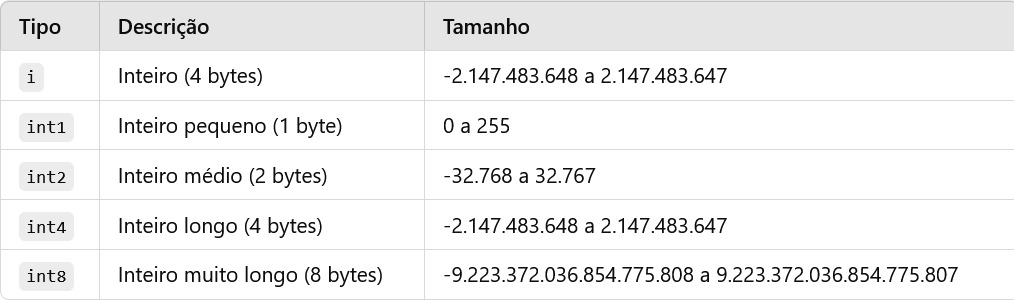 Tipo Descrição Tamanho
i Inteiro (4 bytes) -2.147.483.648 a 2.147.483.647
int1 Inteiro pequeno (1 byte) 0 a 255
int2 Inteiro médio (2 bytes) -32.768 a 32.767
int4 Inteiro longo (4 bytes) -2.147.483.648 a 2.147.483.647
int8 Inteiro muito longo (8 bytes) -9.223.372.036.854.775.808 a 9.223.372.036.854.775.807